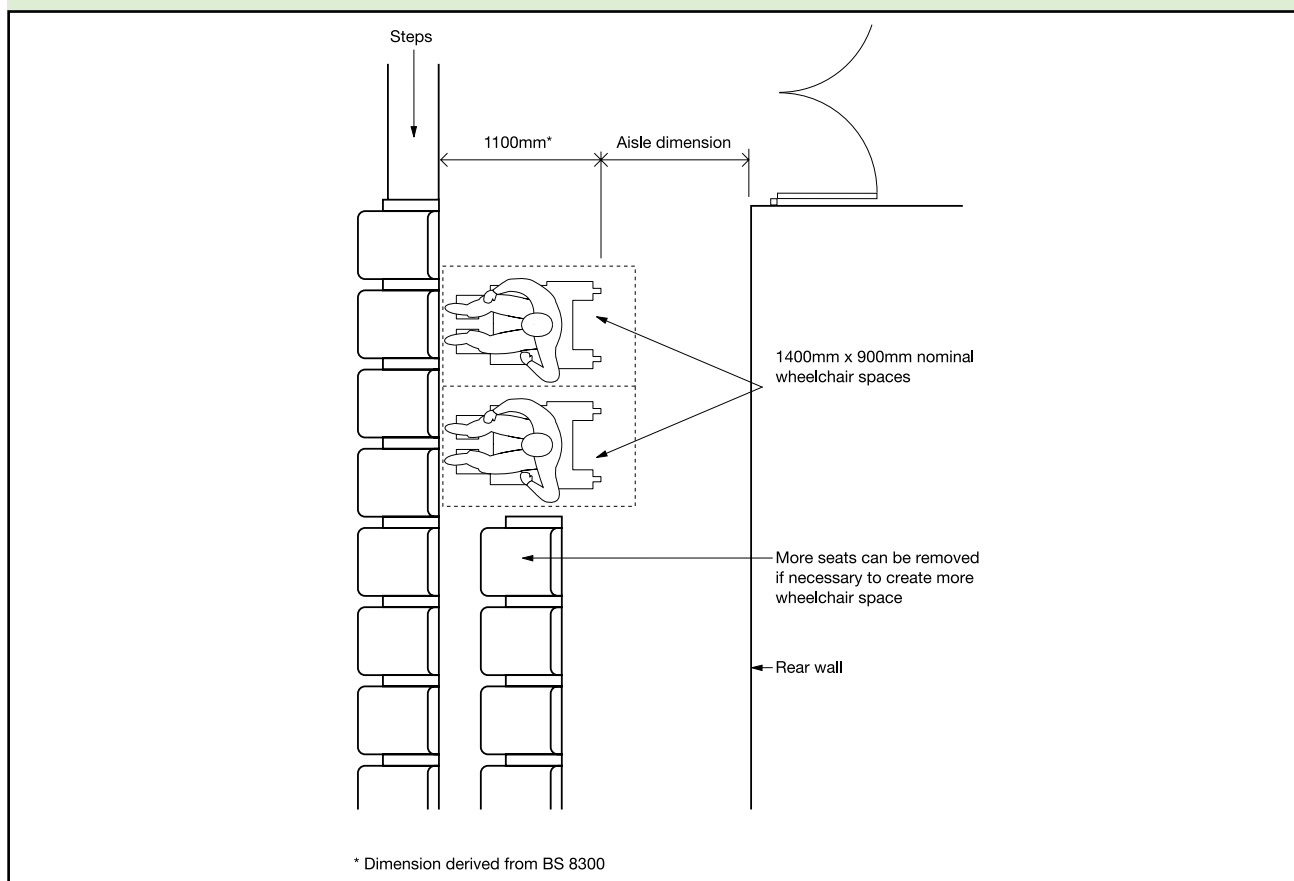 Steps
1100mm*
Aisle dimension
1400mm x 900mm nominal
wheelchair spaces
More seats can be removed
if necessary to create more
wheelchair space
Rear wall
* Dimension derived from BS 8300